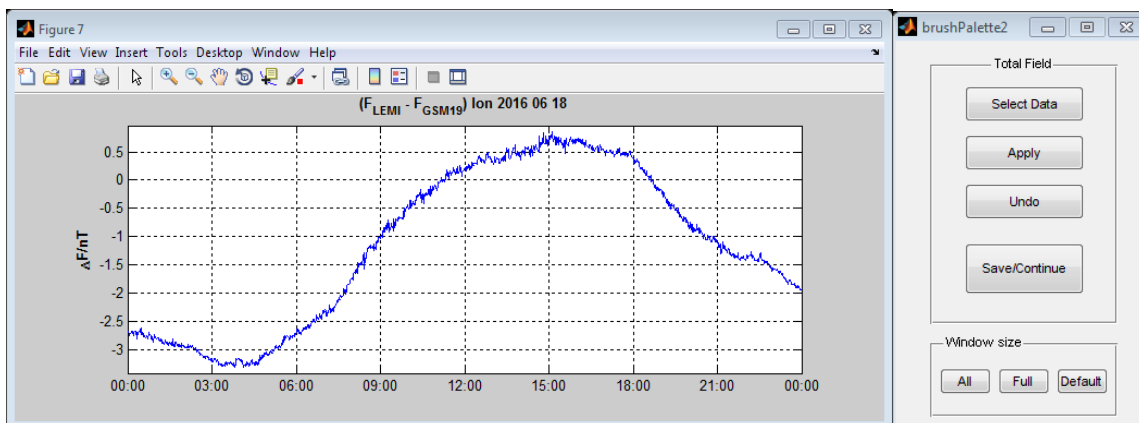 Figure 7
File Edit View Insert Tools Desktop Window Help
(F_LEMI - F_GSM19) Ion 2016 06 18
ΔF/nT
0.5
0
-0.5
-1
-1.5
-2
-2.5
-3
00:00 03:00 06:00 09:00 12:00 15:00 18:00 21:00 00:00
brushPalette2
Total Field
Select Data
Apply
Undo
Save/Continue
Window size
All Full Default